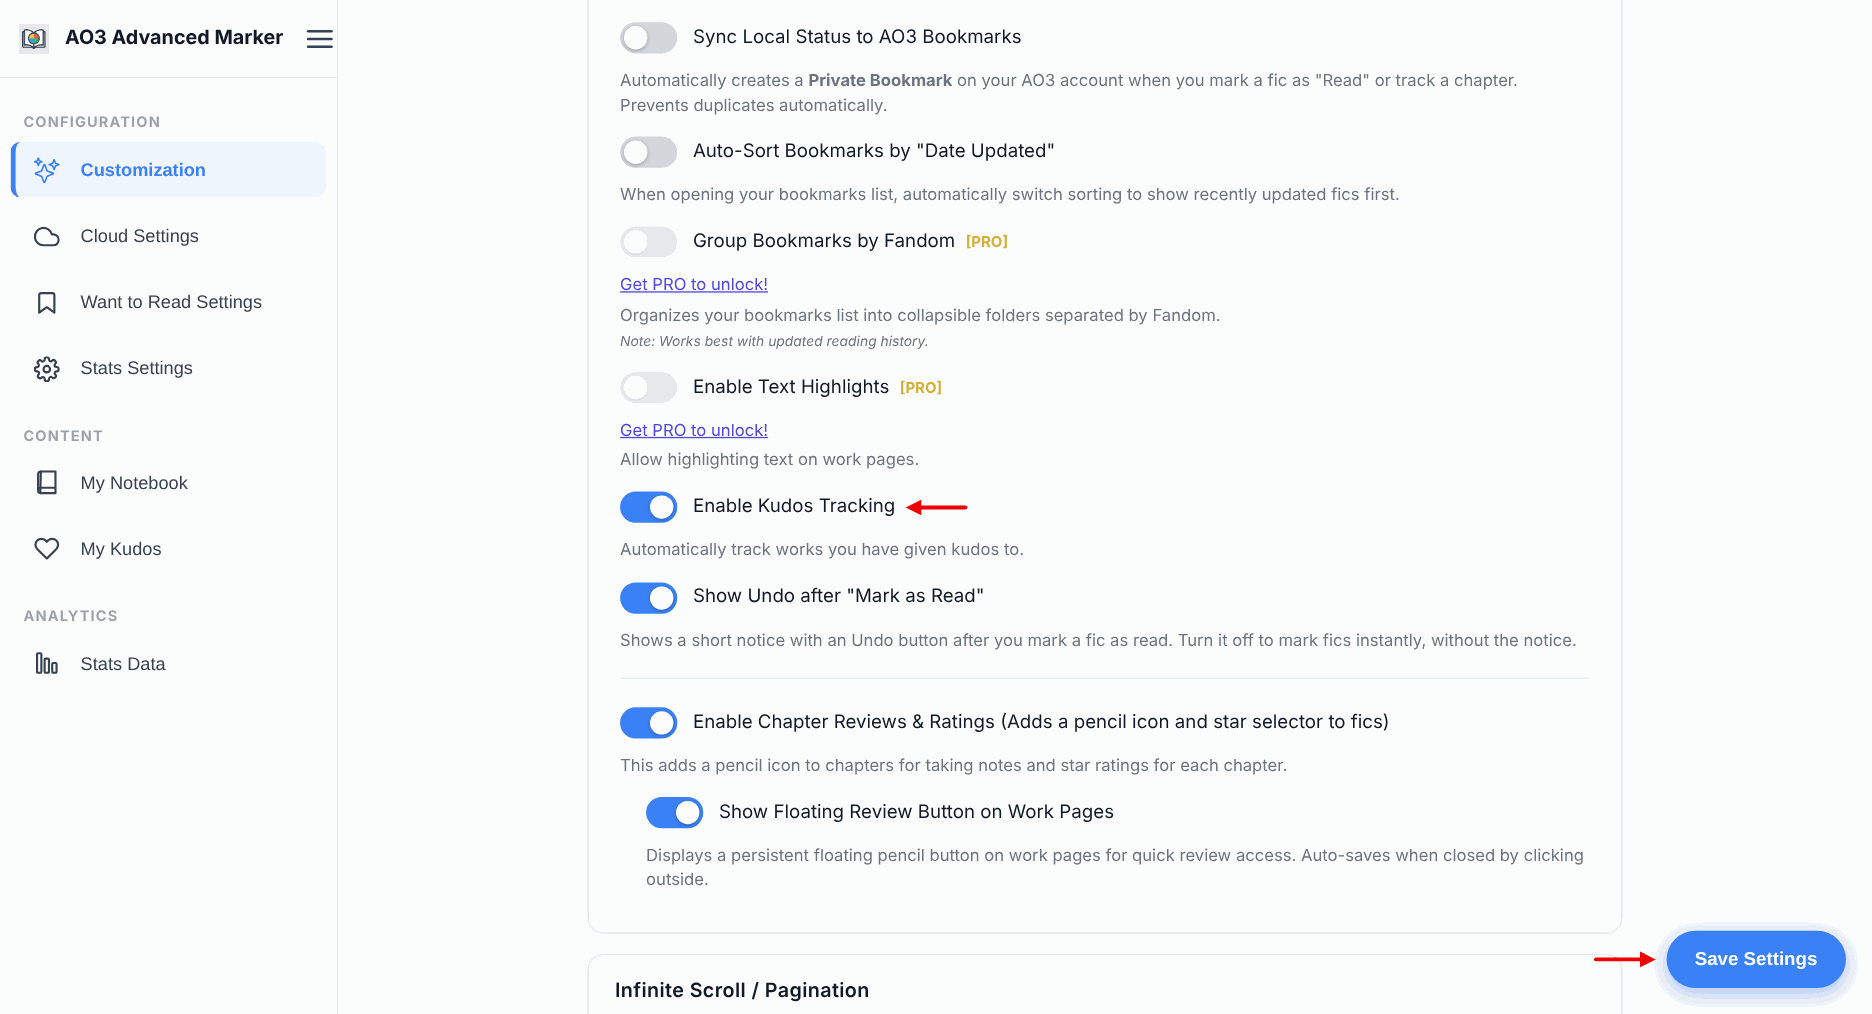 AO3 Advanced Marker
CONFIGURATION
Customization
Cloud Settings
Want to Read Settings
Stats Settings
CONTENT
My Notebook
My Kudos
ANALYTICS
Stats Data
Sync Local Status to AO3 Bookmarks
Automatically creates a Private Bookmark on your AO3 account when you mark a fic as "Read" or track a chapter.
Prevents duplicates automatically.
Auto-Sort Bookmarks by "Date Updated"
When opening your bookmarks list, automatically switch sorting to show recently updated fics first.
Group Bookmarks by Fandom [PRO]
Get PRO to unlock!
Organizes your bookmarks list into collapsible folders separated by Fandom.
Note: Works best with updated reading history.
Enable Text Highlights [PRO]
Get PRO to unlock!
Allow highlighting text on work pages.
Enable Kudos Tracking
Automatically track works you have given kudos to.
Show Undo after "Mark as Read"
Shows a short notice with an Undo button after you mark a fic as read. Turn it off to mark fics instantly, without the notice.
Enable Chapter Reviews & Ratings (Adds a pencil icon and star selector to fics)
This adds a pencil icon to chapters for taking notes and star ratings for each chapter.
Show Floating Review Button on Work Pages
Displays a persistent floating pencil button on work pages for quick review access. Auto-saves when closed by clicking
outside.
Save Settings
Infinite Scroll / Pagination